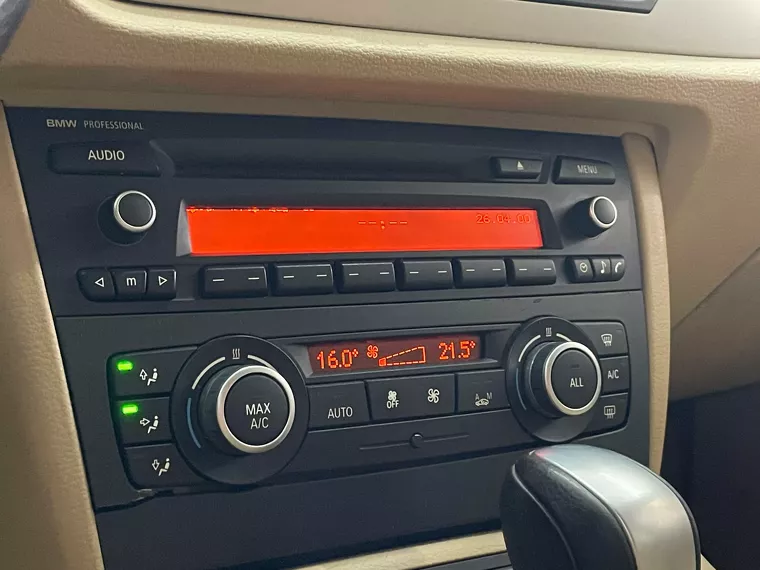 BMW PROFESSIONAL
AUDIO
MENU
--:--
m
16.0°
21.5°
MAX
A/C
AUTO
OFF
A
M
ALL
A/C